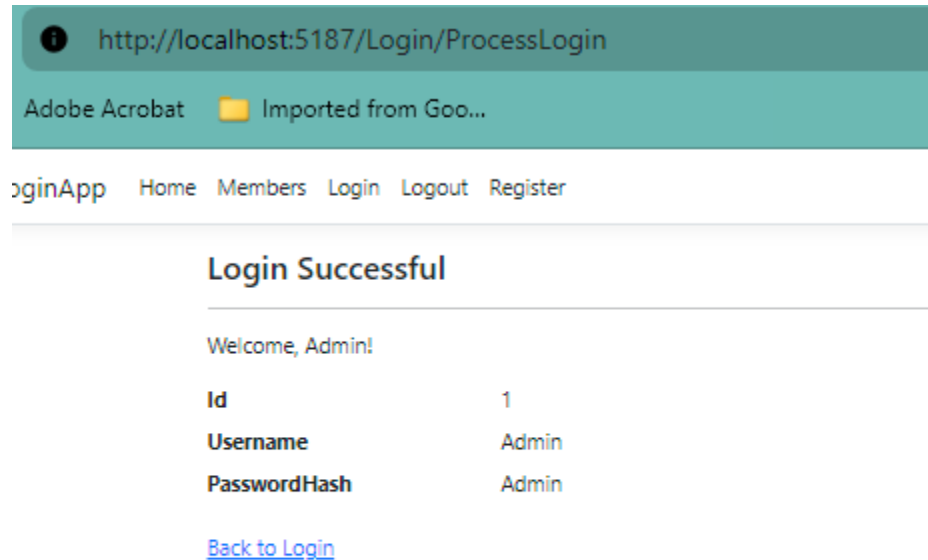 http://localhost:5187/Login/ProcessLogin
Adobe Acrobat Imported from Goo...
oginApp Home Members Login Logout Register
Login Successful
Welcome, Admin!
Id 1
Username Admin
PasswordHash Admin
Back to Login